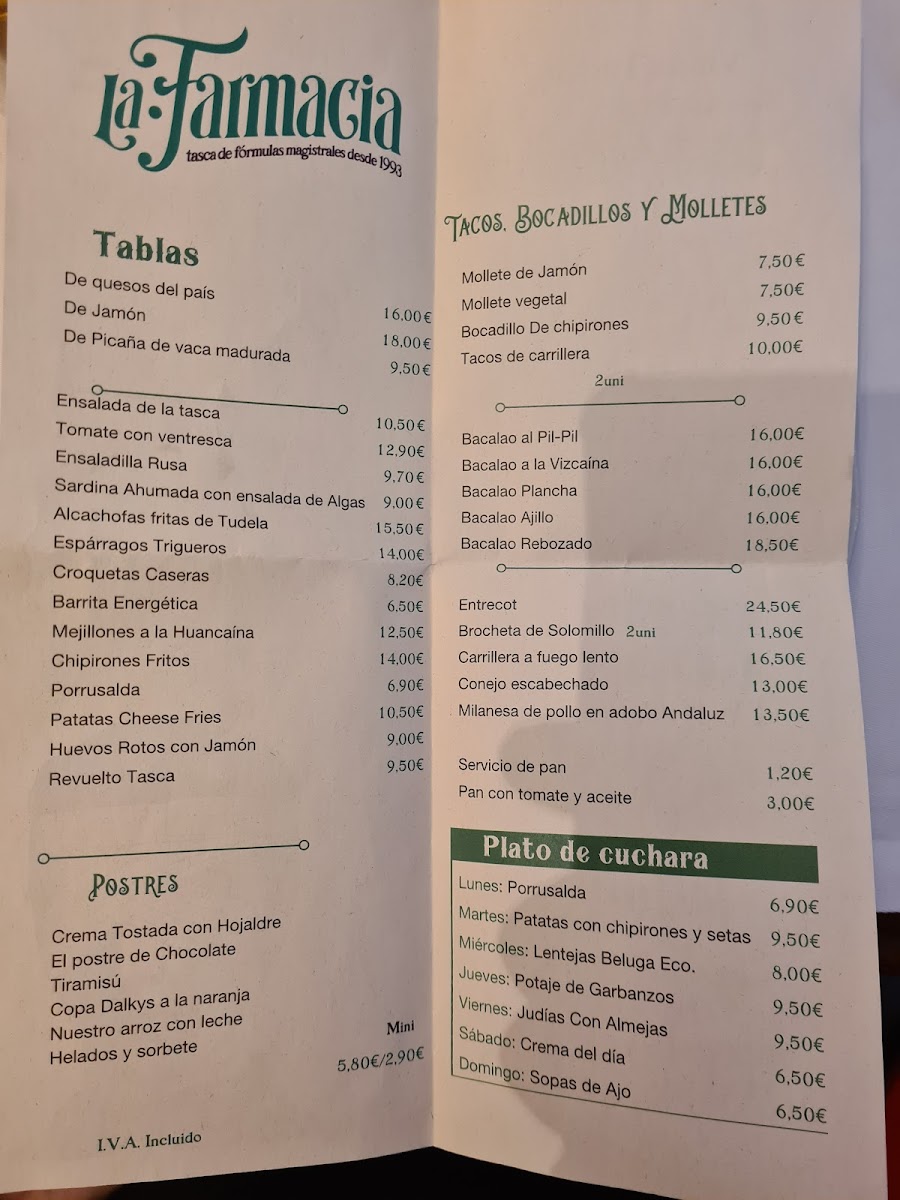 La Farmacia
tasca de fórmulas magistrales desde 1993
Tablas
De quesos del país 16,00€
De Jamón 18,00€
De Picaña de vaca madurada 9,50€
Ensalada de la tasca 10,50€
Tomate con ventresca 12,90€
Ensaladilla Rusa 9,70€
Sardina Ahumada con ensalada de Algas 9,00€
Alcachofas fritas de Tudela 15,50€
Espárragos Trigueros 14,00€
Croquetas Caseras 8,20€
Barrita Energética 6,50€
Mejillones a la Huancaína 12,50€
Chipirones Fritos 14,00€
Porrusalda 6,90€
Patatas Cheese Fries 10,50€
Huevos Rotos con Jamón 9,00€
Revuelto Tasca 9,50€
Postres
Crema Tostada con Hojaldre
El postre de Chocolate
Tiramisú
Copa Dalkys a la naranja
Nuestro arroz con leche Mini
Helados y sorbete 5,80€/2,90€
I.V.A. Incluido
Tacos, Bocadillos y Molletes
Mollete de Jamón 7,50€
Mollete vegetal 7,50€
Bocadillo De chipirones 9,50€
Tacos de carrillera 10,00€
2uni
Bacalao al Pil-Pil 16,00€
Bacalao a la Vizcaína 16,00€
Bacalao Plancha 16,00€
Bacalao Ajillo 16,00€
Bacalao Rebozado 18,50€
Entrecot 24,50€
Brocheta de Solomillo 2uni 11,80€
Carrillera a fuego lento 16,50€
Conejo escabechado 13,00€
Milanesa de pollo en adobo Andaluz 13,50€
Servicio de pan 1,20€
Pan con tomate y aceite 3,00€
Plato de cuchara
Lunes: Porrusalda 6,90€
Martes: Patatas con chipirones y setas 9,50€
Miércoles: Lentejas Beluga Eco. 8,00€
Jueves: Potaje de Garbanzos 9,50€
Viernes: Judías Con Almejas 9,50€
Sábado: Crema del día 6,50€
Domingo: Sopas de Ajo 6,50€